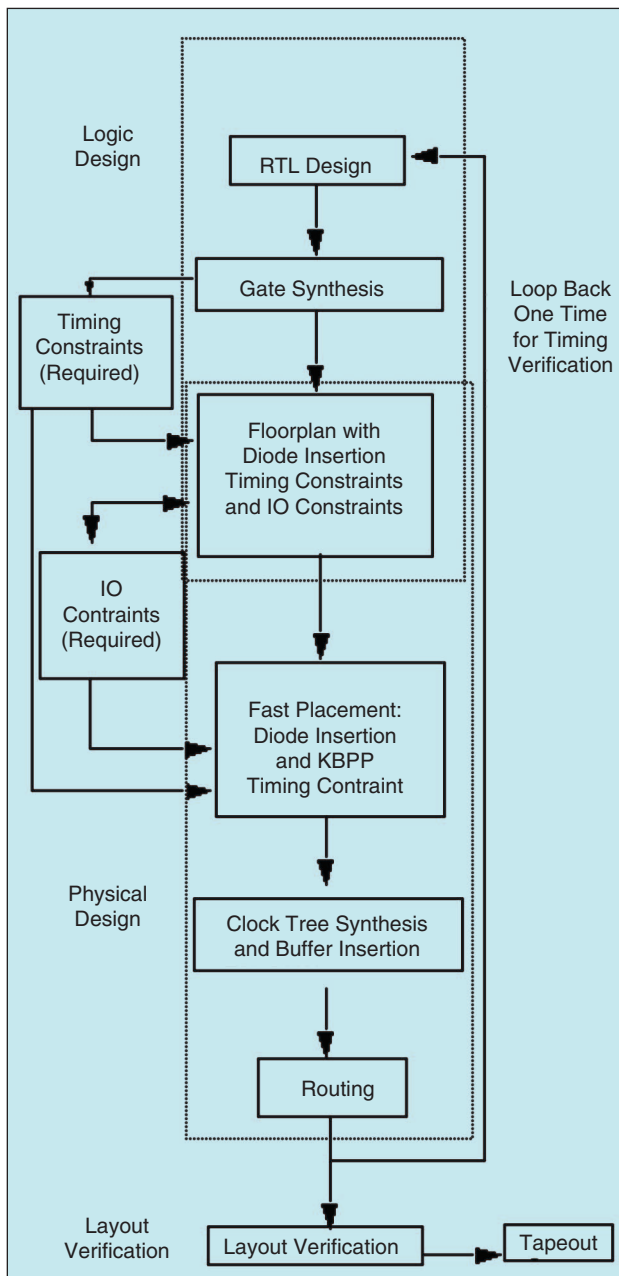 Logic
Design
RTL Design
Gate Synthesis
Loop Back
One Time
for Timing
Verification
Timing
Constraints
(Required)
Floorplan with
Diode Insertion
Timing Constraints
and IO Constraints
IO
Contraints
(Required)
Fast Placement:
Diode Insertion
and KBPP
Timing Contraint
Physical
Design
Clock Tree Synthesis
and Buffer Insertion
Routing
Layout
Verification
Layout Verification
Tapeout